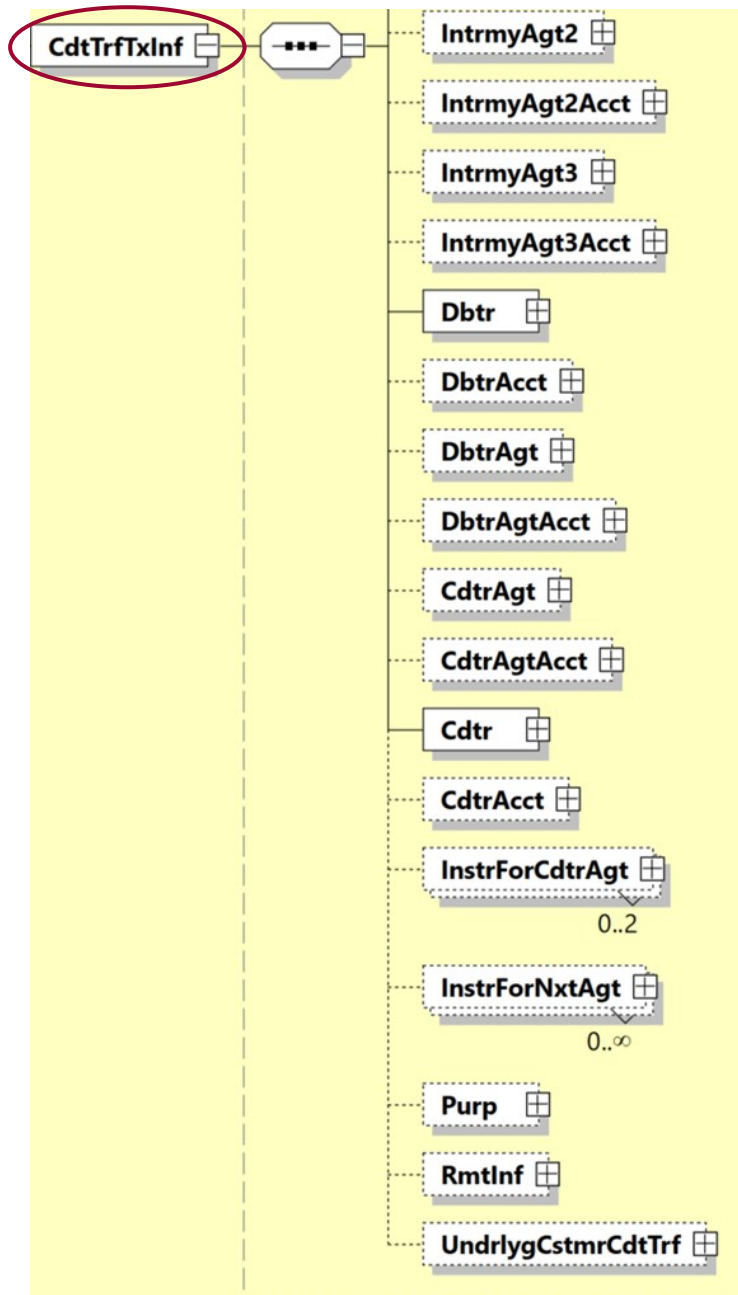 CdtTrfTxInf
IntrmyAgt2
IntrmyAgt2Acct
IntrmyAgt3
IntrmyAgt3Acct
Dbtr
DbtrAcct
DbtrAgt
DbtrAgtAcct
CdtrAgt
CdtrAgtAcct
Cdtr
CdtrAcct
InstrForCdtrAgt
0..2
InstrForNxtAgt
0..∞
Purp
RmtInf
UndrlygCstmrCdtTrf